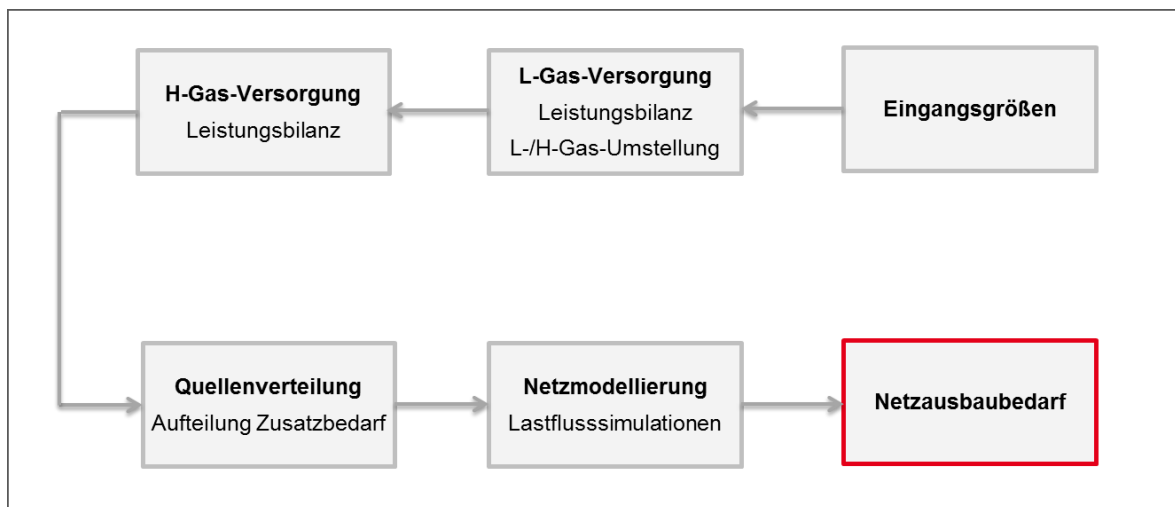 H-Gas-Versorgung
Leistungsbilanz
L-Gas-Versorgung
Leistungsbilanz
L-/H-Gas-Umstellung
Eingangsgrößen
Quellenverteilung
Aufteilung Zusatzbedarf
Netzmodellierung
Lastflusssimulationen
Netzausbaubedarf